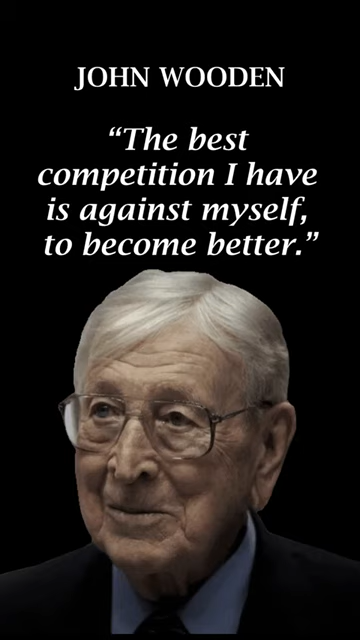 JOHN WOODEN
“The best
competition I have
is against myself,
to become better.”